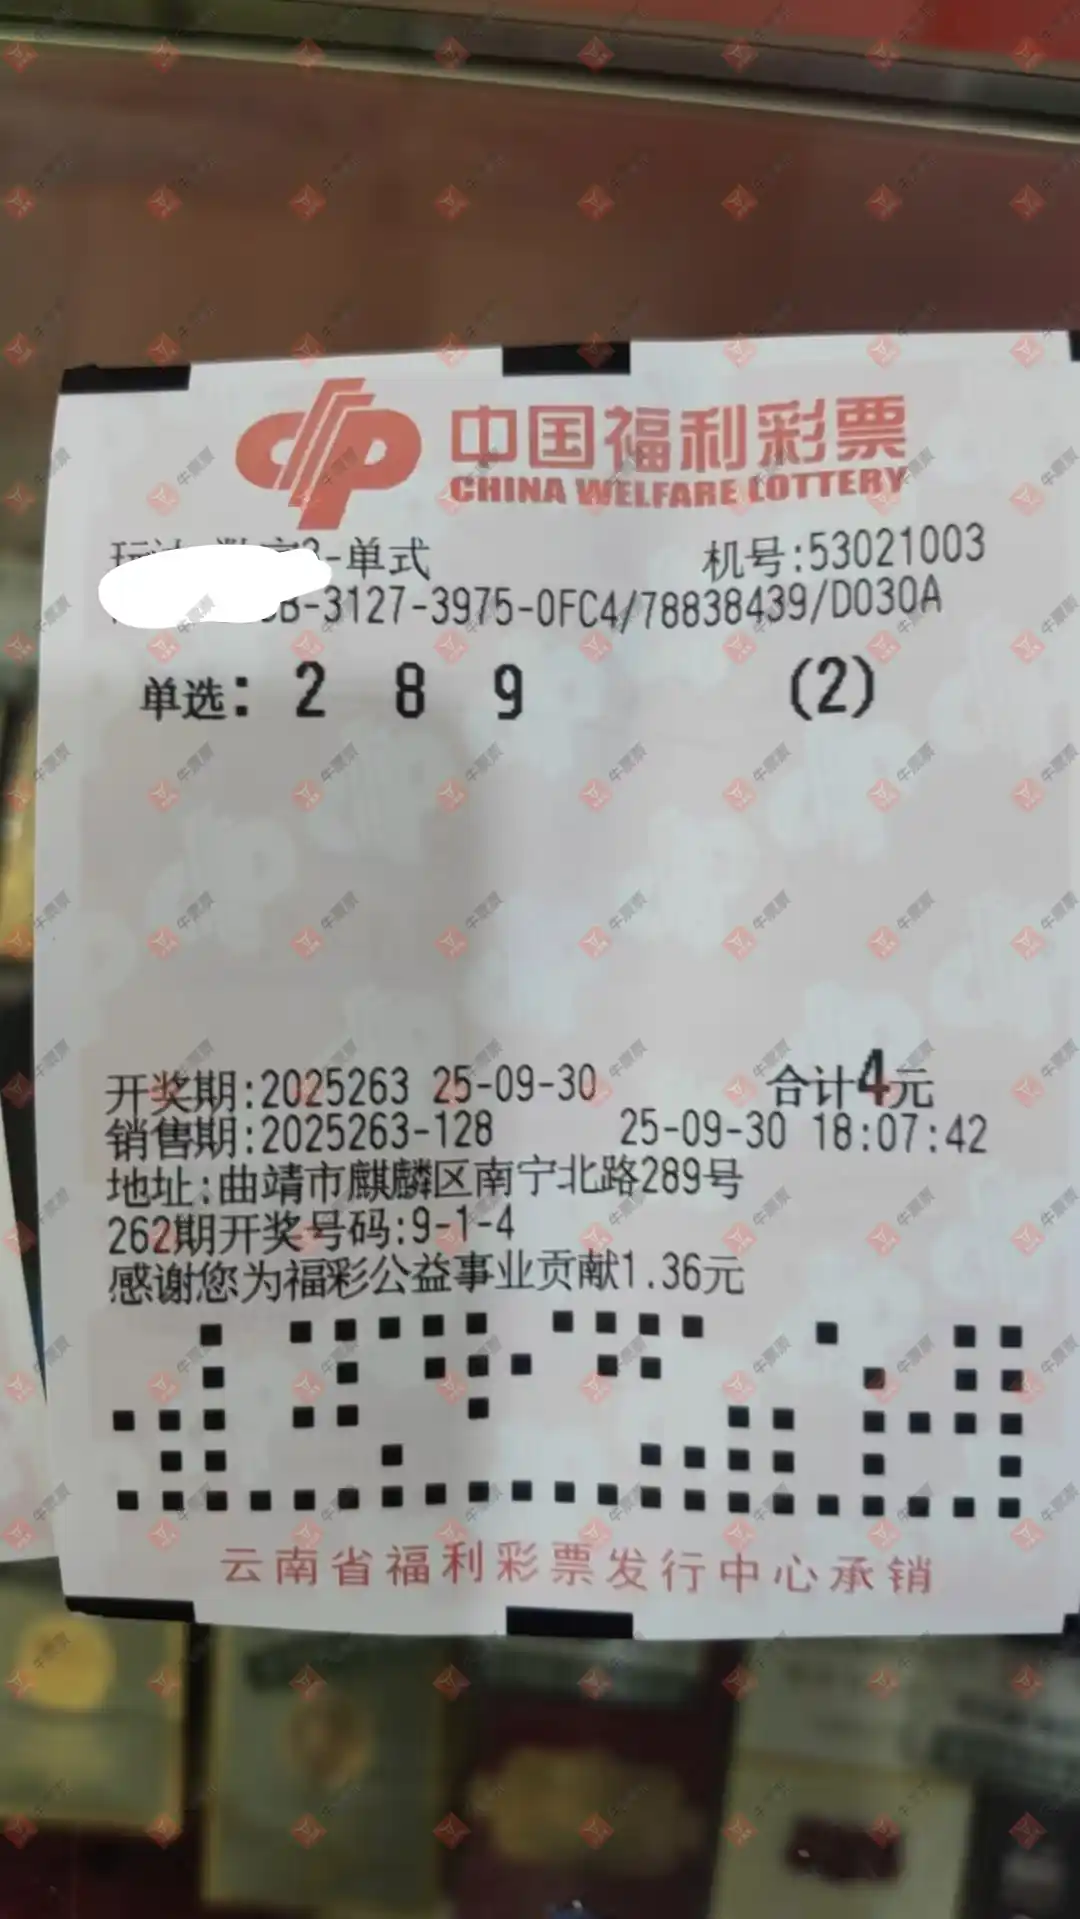 中国福利彩票
CHINA WELFARE LOTTERY
3-单式 机号:53021003
B-3127-3975-0FC4/78838439/D030A
单选: 2 8 9 (2)
开奖期:2025263 25-09-30 合计4元
销售期:2025263-128 25-09-30 18:07:42
地址:曲靖市麒麟区南宁北路289号
262期开奖号码:9-1-4
感谢您为福彩公益事业贡献1.36元
云南省福利彩票发行中心承销
牛票票